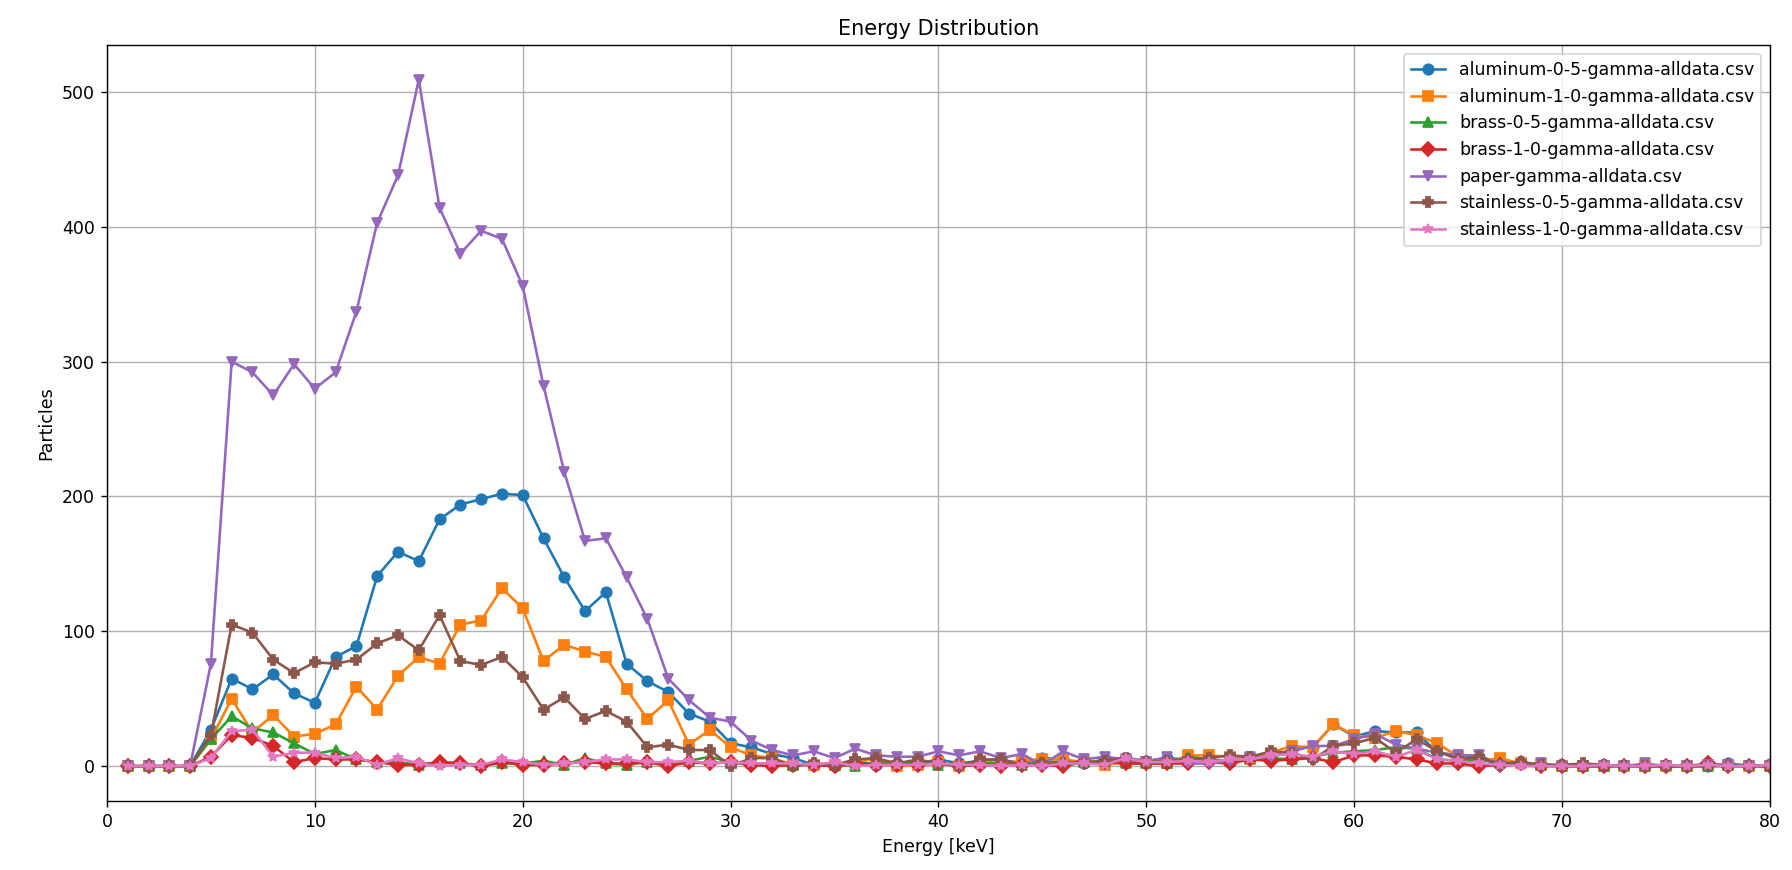 Energy Distribution
aluminum-0-5-gamma-alldata.csv
aluminum-1-0-gamma-alldata.csv
brass-0-5-gamma-alldata.csv
brass-1-0-gamma-alldata.csv
paper-gamma-alldata.csv
stainless-0-5-gamma-alldata.csv
stainless-1-0-gamma-alldata.csv
Particles
500
400
300
200
100
0
0 10 20 30 40 50 60 70 80
Energy [keV]